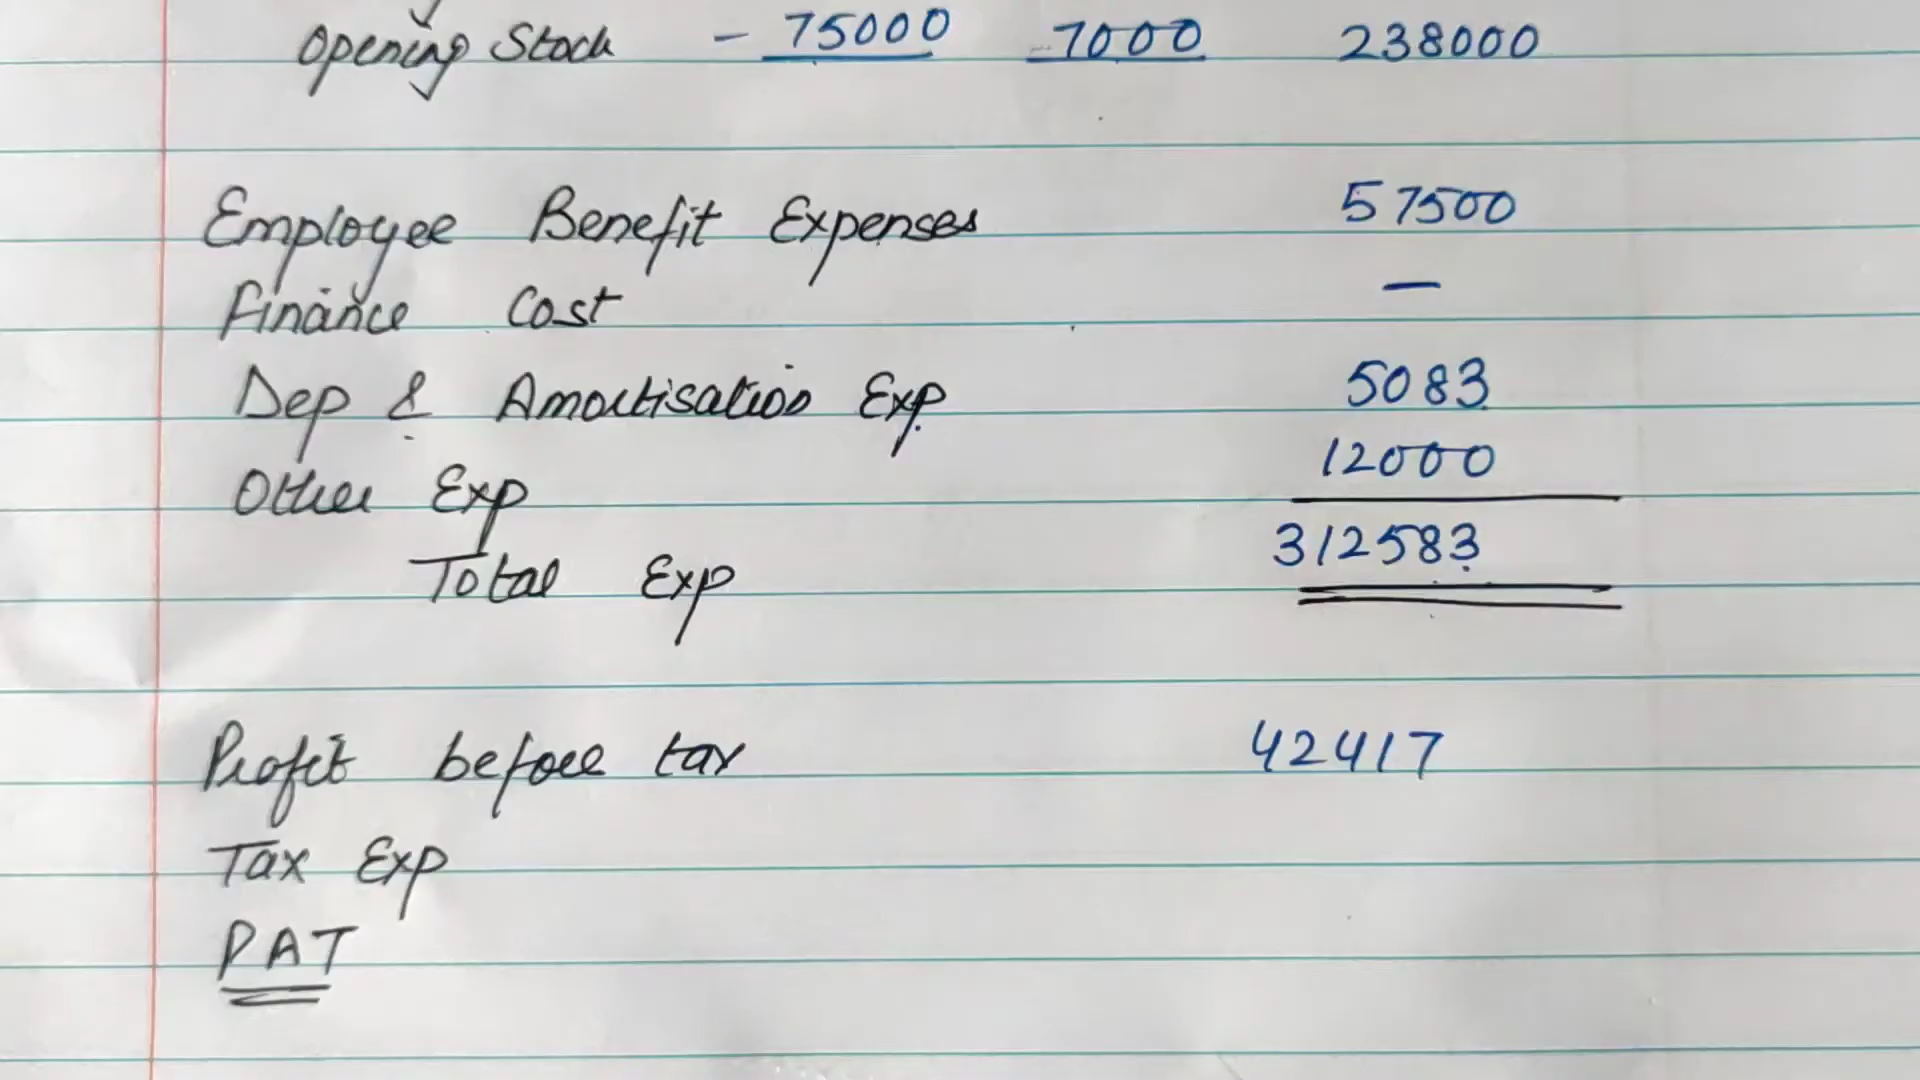 Opening Stock - 75000 -7000 238000
Employee Benefit Expenses 57500
Finance Cost —
Dep & Amortisation Exp 5083
Other Exp 12000
Total Exp 312583
Profit before tax 42417
Tax Exp
PAT